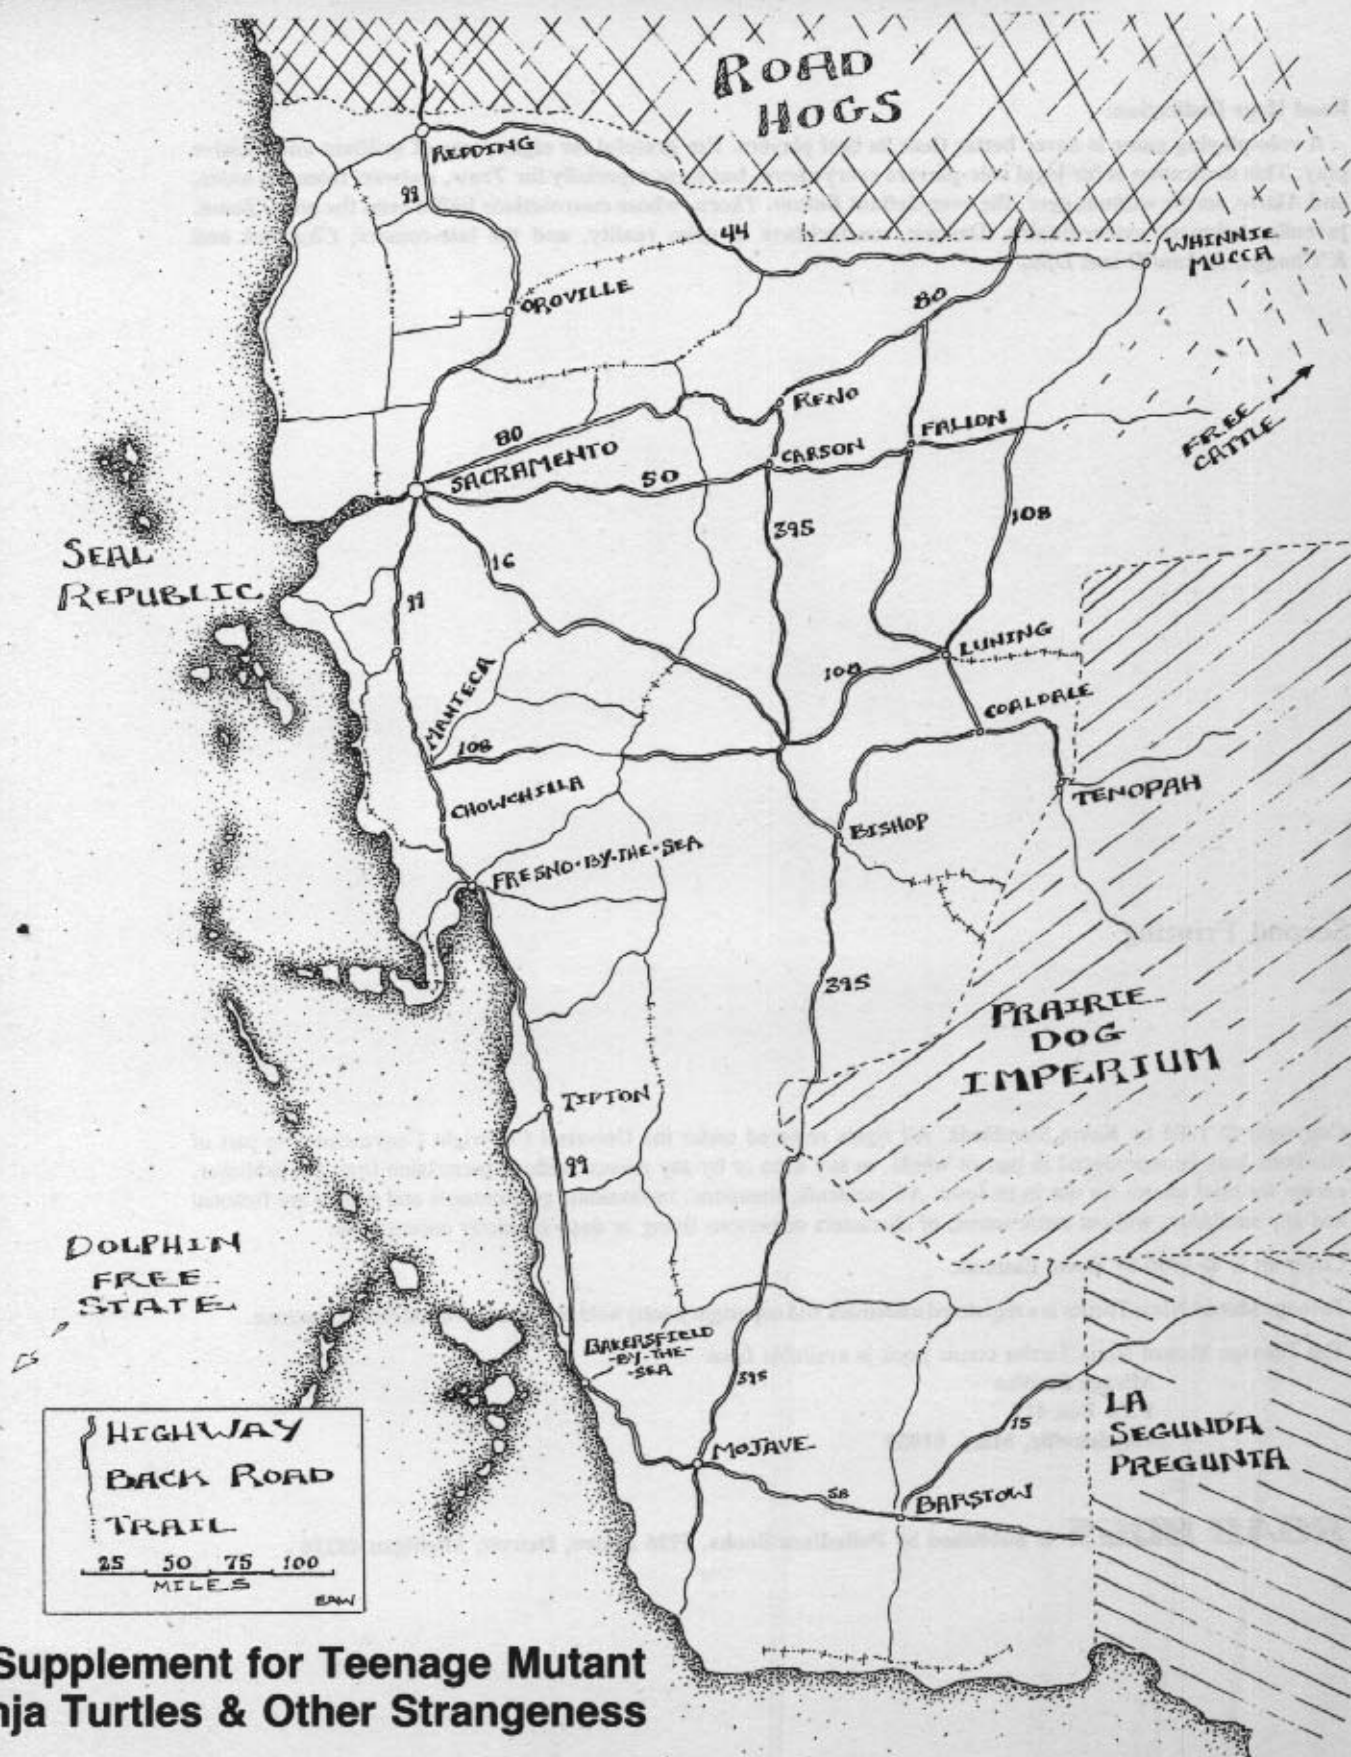 ROAD
HOGS
REDDING
99
44
WHINNIE
MUCCA
OROVILLE
80
RENO
FREE
CATTLE
FALLON
80
CARSON
SACRAMENTO
50
395
108
SEAL
REPUBLIC
16
99
LUNING
108
MANTECA
COALDALE
108
TENOPAH
CHOWCHILLA
BISHOP
FRESNO-BY-THE-SEA
395
PRAIRIE
DOG
IMPERIUM
TIPTON
99
DOLPHIN
FREE
STATE
BAKERSFIELD
-BY-THE-
-SEA
395
LA
SEGUNDA
PREGUNTA
15
MOJAVE
58
BARSTOW
HIGHWAY
BACK ROAD
TRAIL
25 50 75 100
MILES
EAW
Supplement for Teenage Mutant
nja Turtles & Other Strangeness